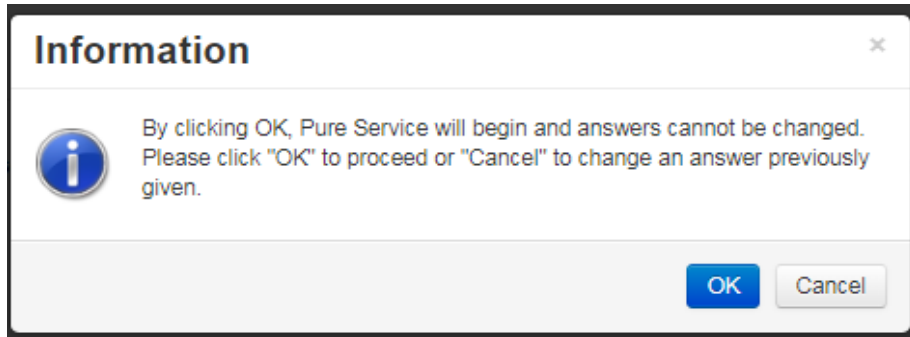 Information
By clicking OK, Pure Service will begin and answers cannot be changed.
Please click "OK" to proceed or "Cancel" to change an answer previously
given.
OK Cancel